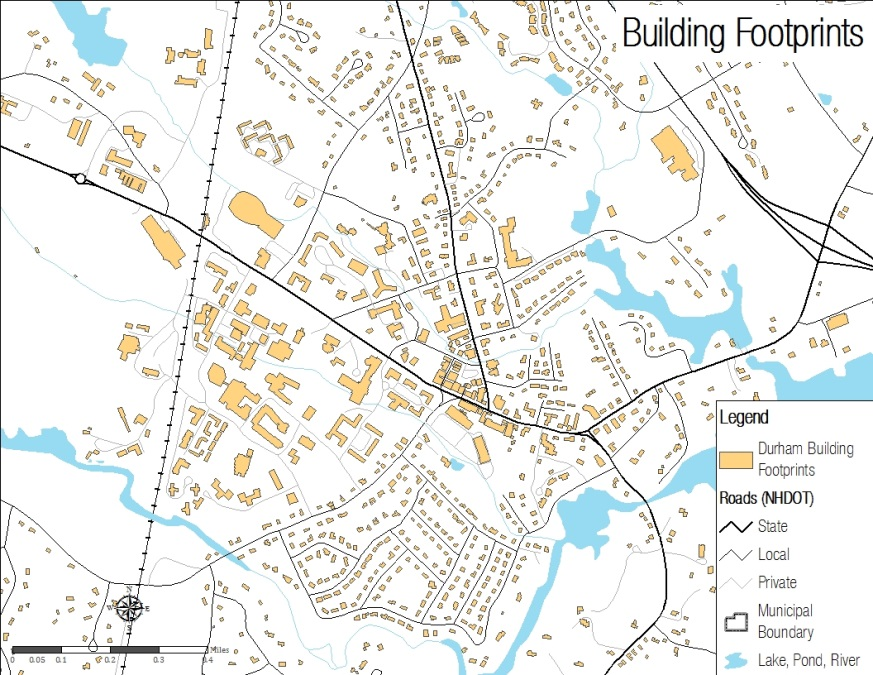 Building Footprints
Legend
Durham Building
Footprints
Roads (NHDOT)
State
Local
Private
Municipal
Boundary
Lake, Pond, River
N
W E
S
Miles
0 0.05 0.1 0.2 0.3 0.4